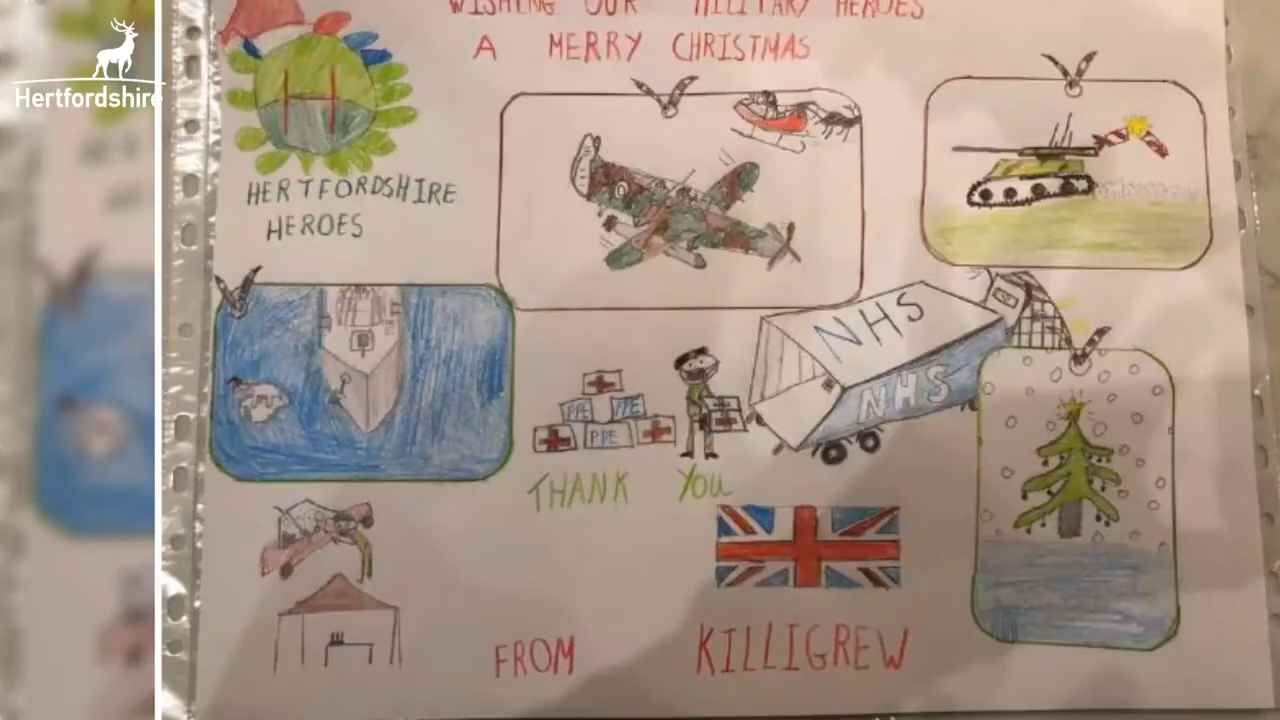 Hertfordshire
WISHING OUR MILITARY HEROES
A MERRY CHRISTMAS
H
HERTFORDSHIRE
HEROES
NHS
NHS
PPE PPE
PPE
THANK YOU
FROM KILLIGREW